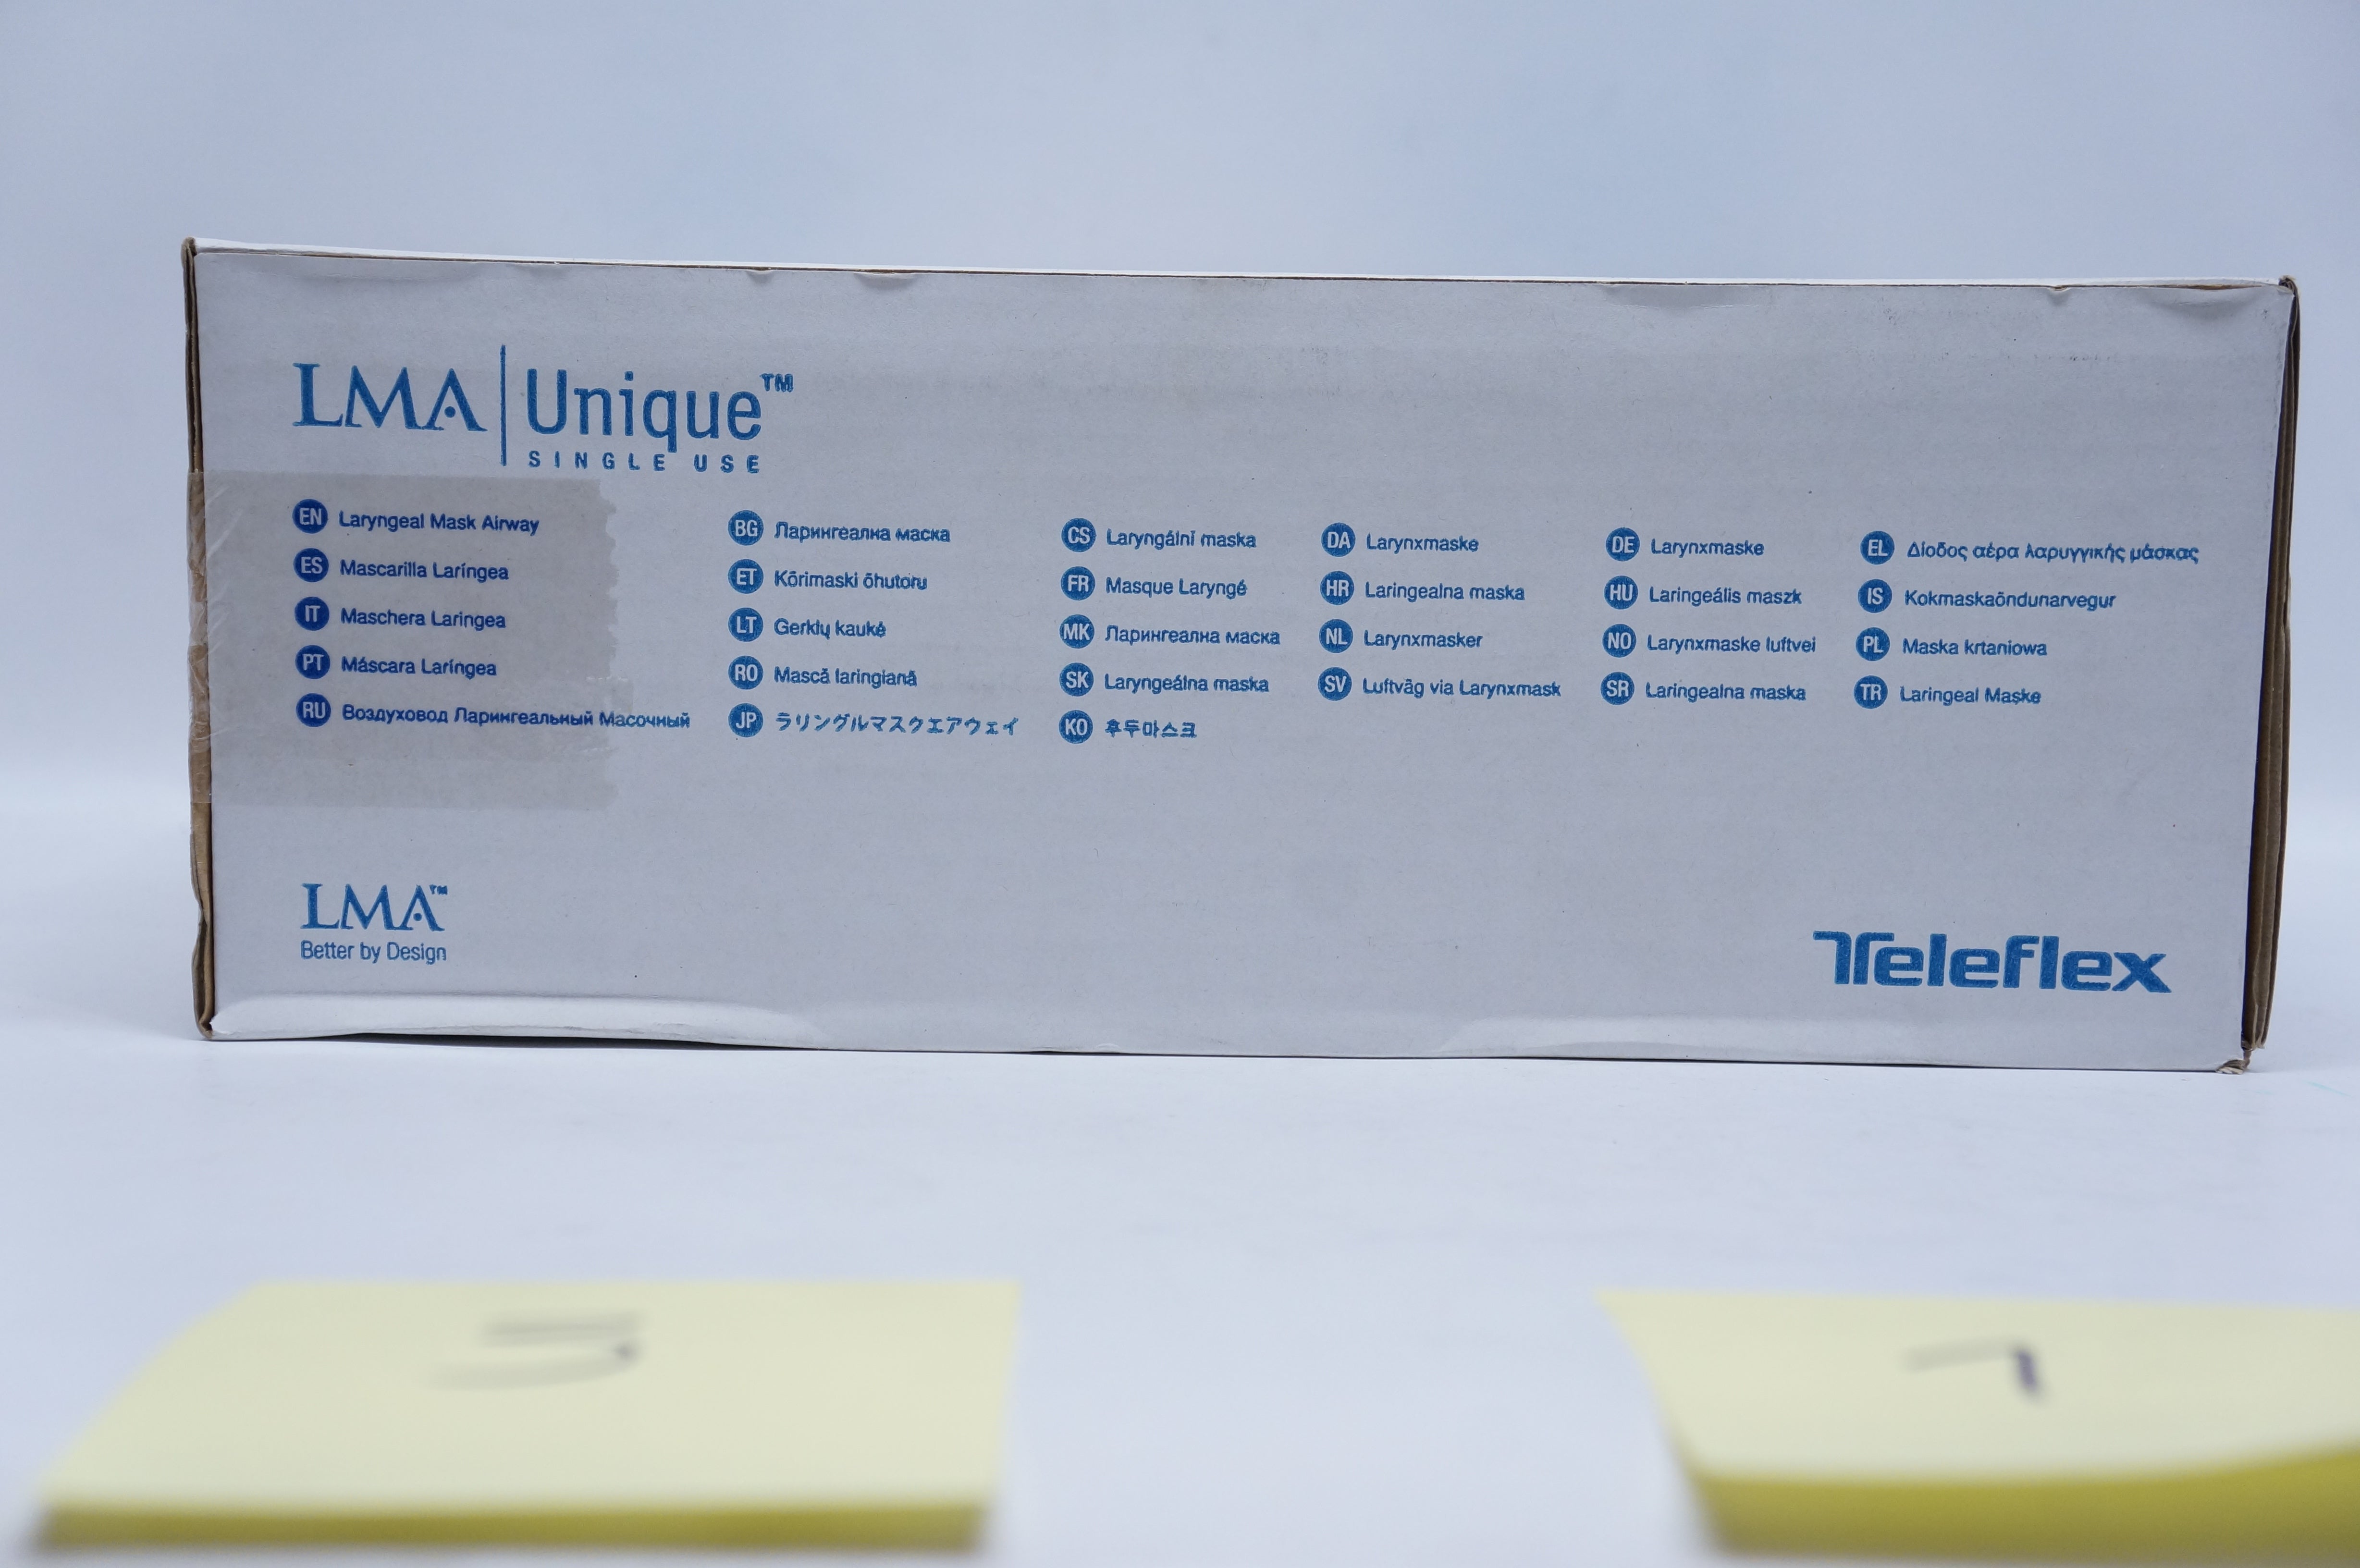 LMA Unique™
SINGLE USE
EN Laryngeal Mask Airway
ES Mascarilla Laríngea
IT Maschera Laringea
PT Máscara Laríngea
RU Воздуховод Ларингеальный Масочный
BG Ларингеална маска
ET Kõrimaski õhutoru
LT Gerklų kaukė
RO Mască laringiană
JP ラリングルマスクエアウェイ
CS Laryngální maska
FR Masque Laryngé
MK Ларингеална маска
SK Laryngeálna maska
KO 후두마스크
DA Larynxmaske
HR Laringealna maska
NL Larynxmasker
SV Luftväg via Larynxmask
DE Larynxmaske
HU Laringeális maszk
NO Larynxmaske luftvei
SR Laringealna maska
EL Δίοδος αέρα λαρυγγικής μάσκας
IS Kokmaskaöndunarvegur
PL Maska krtaniowa
TR Laringeal Maske
LMA™
Better by Design
Teleflex